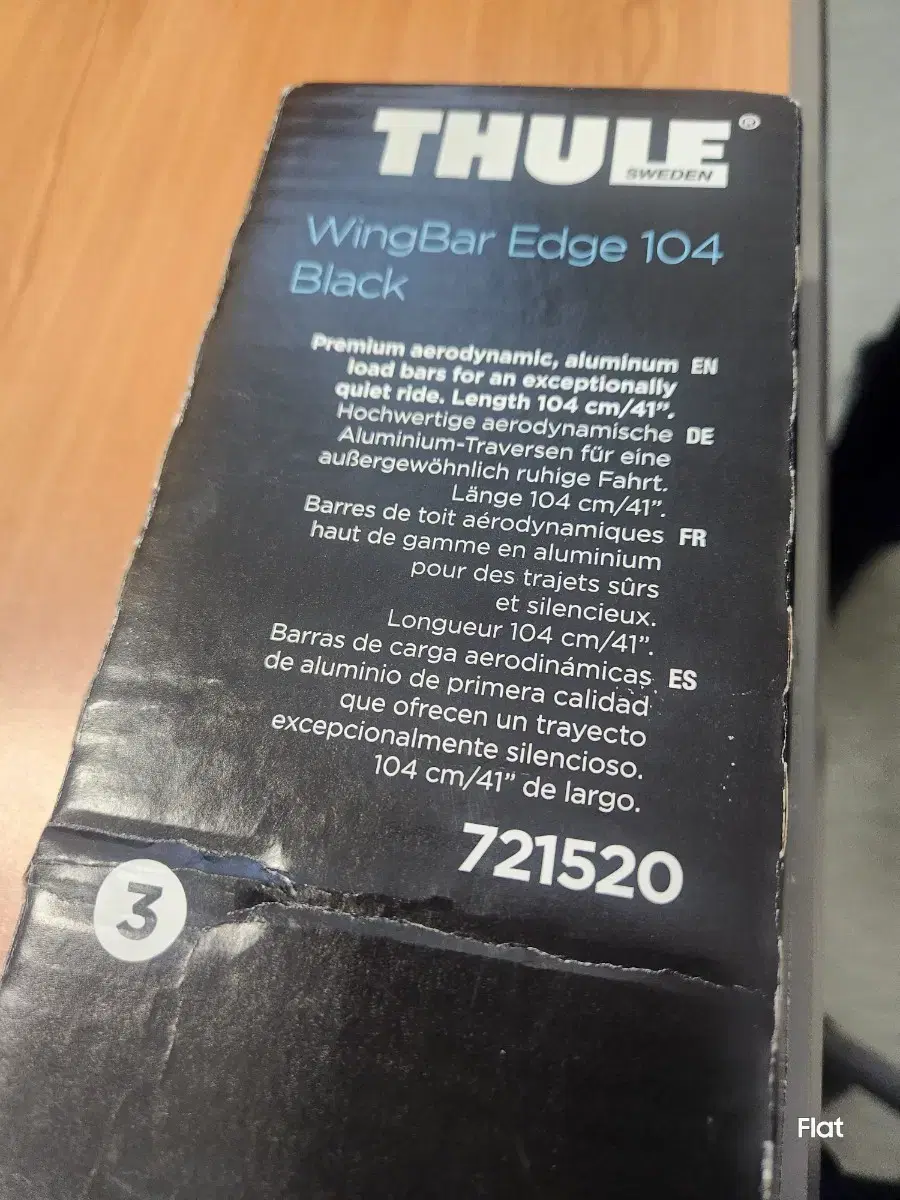 THULE®
SWEDEN
WingBar Edge 104
Black
Premium aerodynamic, aluminum EN
load bars for an exceptionally
quiet ride. Length 104 cm/41”.
Hochwertige aerodynamische DE
Aluminium-Traversen für eine
außergewöhnlich ruhige Fahrt.
Länge 104 cm/41”.
Barres de toit aérodynamiques FR
haut de gamme en aluminium
pour des trajets sûrs
et silencieux.
Longueur 104 cm/41”.
Barras de carga aerodinámicas ES
de aluminio de primera calidad
que ofrecen un trayecto
excepcionalmente silencioso.
104 cm/41” de largo.
721520
3
Flat